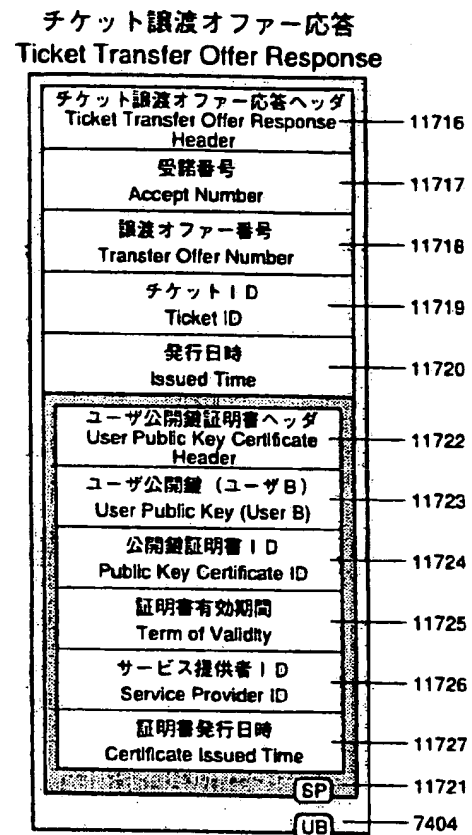 チケット譲渡オファー応答
Ticket Transfer Offer Response
チケット譲渡オファー応答ヘッダ
Ticket Transfer Offer Response
Header
11716
受諾番号
Accept Number
11717
譲渡オファー番号
Transfer Offer Number
11718
チケットID
Ticket ID
11719
発行日時
Issued Time
11720
ユーザ公開鍵証明書ヘッダ
User Public Key Certificate
Header
11722
ユーザ公開鍵（ユーザB）
User Public Key (User B)
11723
公開鍵証明書ID
Public Key Certificate ID
11724
証明書有効期間
Term of Validity
11725
サービス提供者ID
Service Provider ID
11726
証明書発行日時
Certificate Issued Time
11727
SP
11721
UB
7404